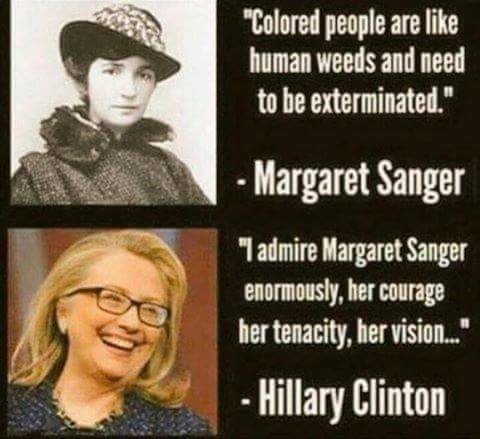 "Colored people are like
human weeds and need
to be exterminated."
- Margaret Sanger
"I admire Margaret Sanger
enormously, her courage
her tenacity, her vision..."
- Hillary Clinton